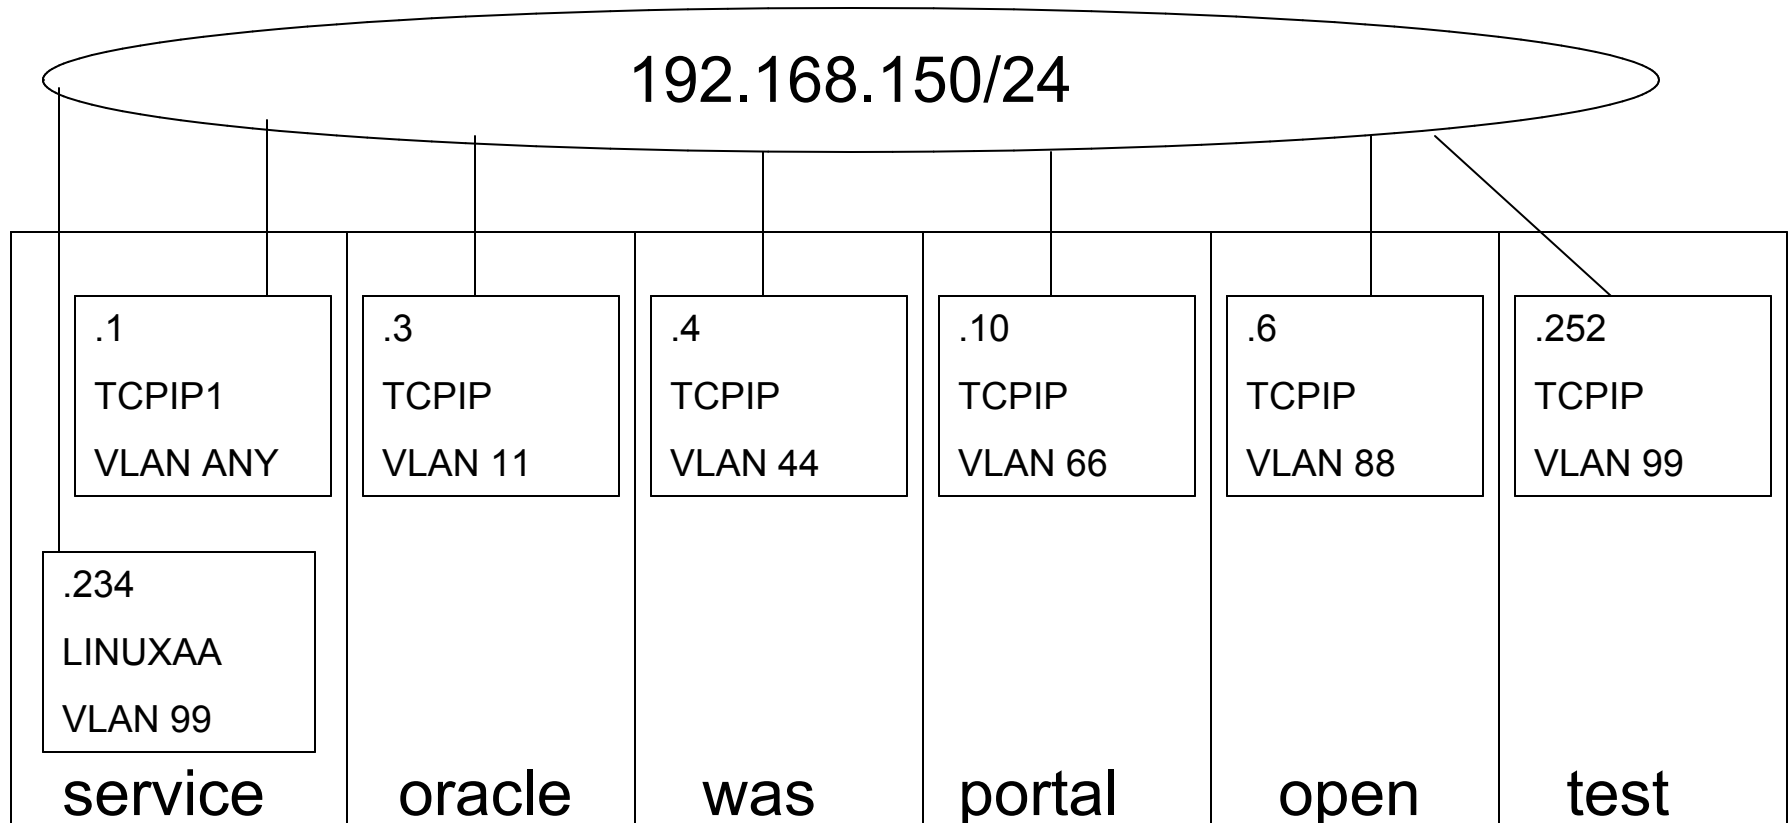 192.168.150/24
.1
TCPIP1
VLAN ANY
.3
TCPIP
VLAN 11
.4
TCPIP
VLAN 44
.10
TCPIP
VLAN 66
.6
TCPIP
VLAN 88
.252
TCPIP
VLAN 99
.234
LINUXAA
VLAN 99
service
oracle
was
portal
open
test